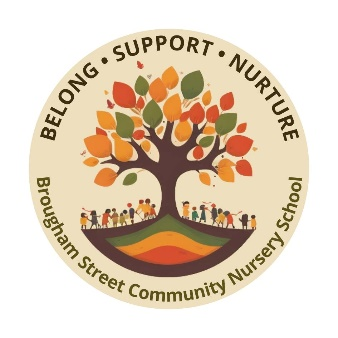 BELONG • SUPPORT • NURTURE
Brougham Street Community Nursery School